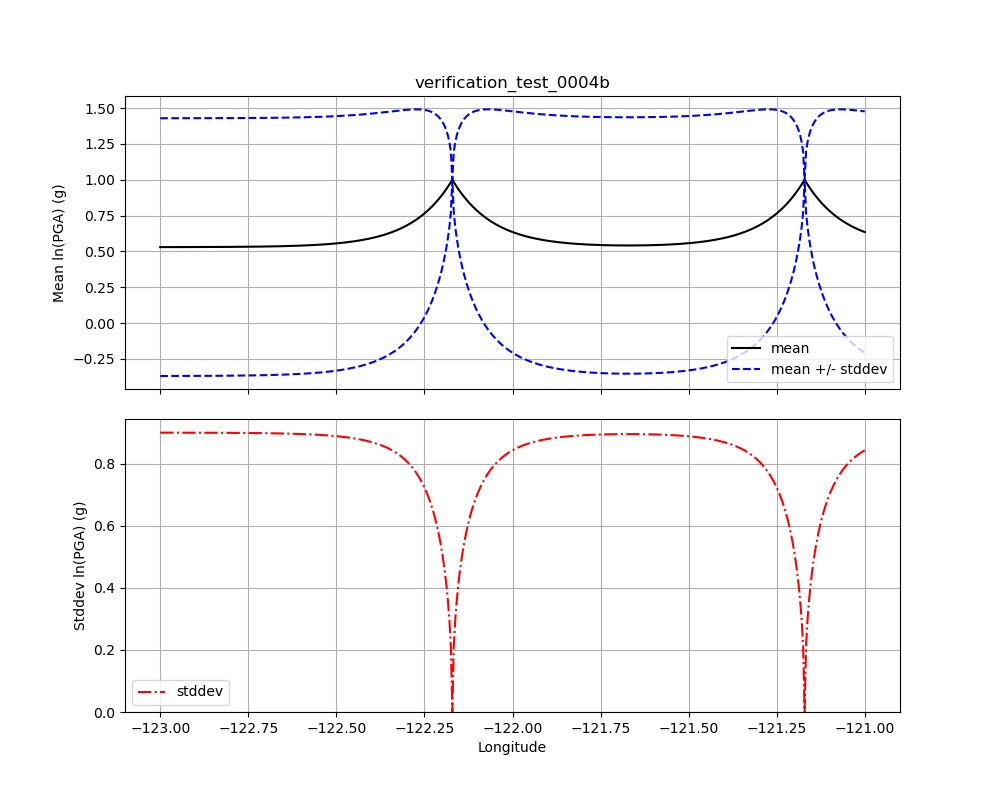 verification_test_0004b
Mean ln(PGA) (g)
1.50
1.25
1.00
0.75
0.50
0.25
0.00
−0.25
mean
mean +/- stddev
Stddev ln(PGA) (g)
0.8
0.6
0.4
0.2
0.0
stddev
−123.00 −122.75 −122.50 −122.25 −122.00 −121.75 −121.50 −121.25 −121.00
Longitude